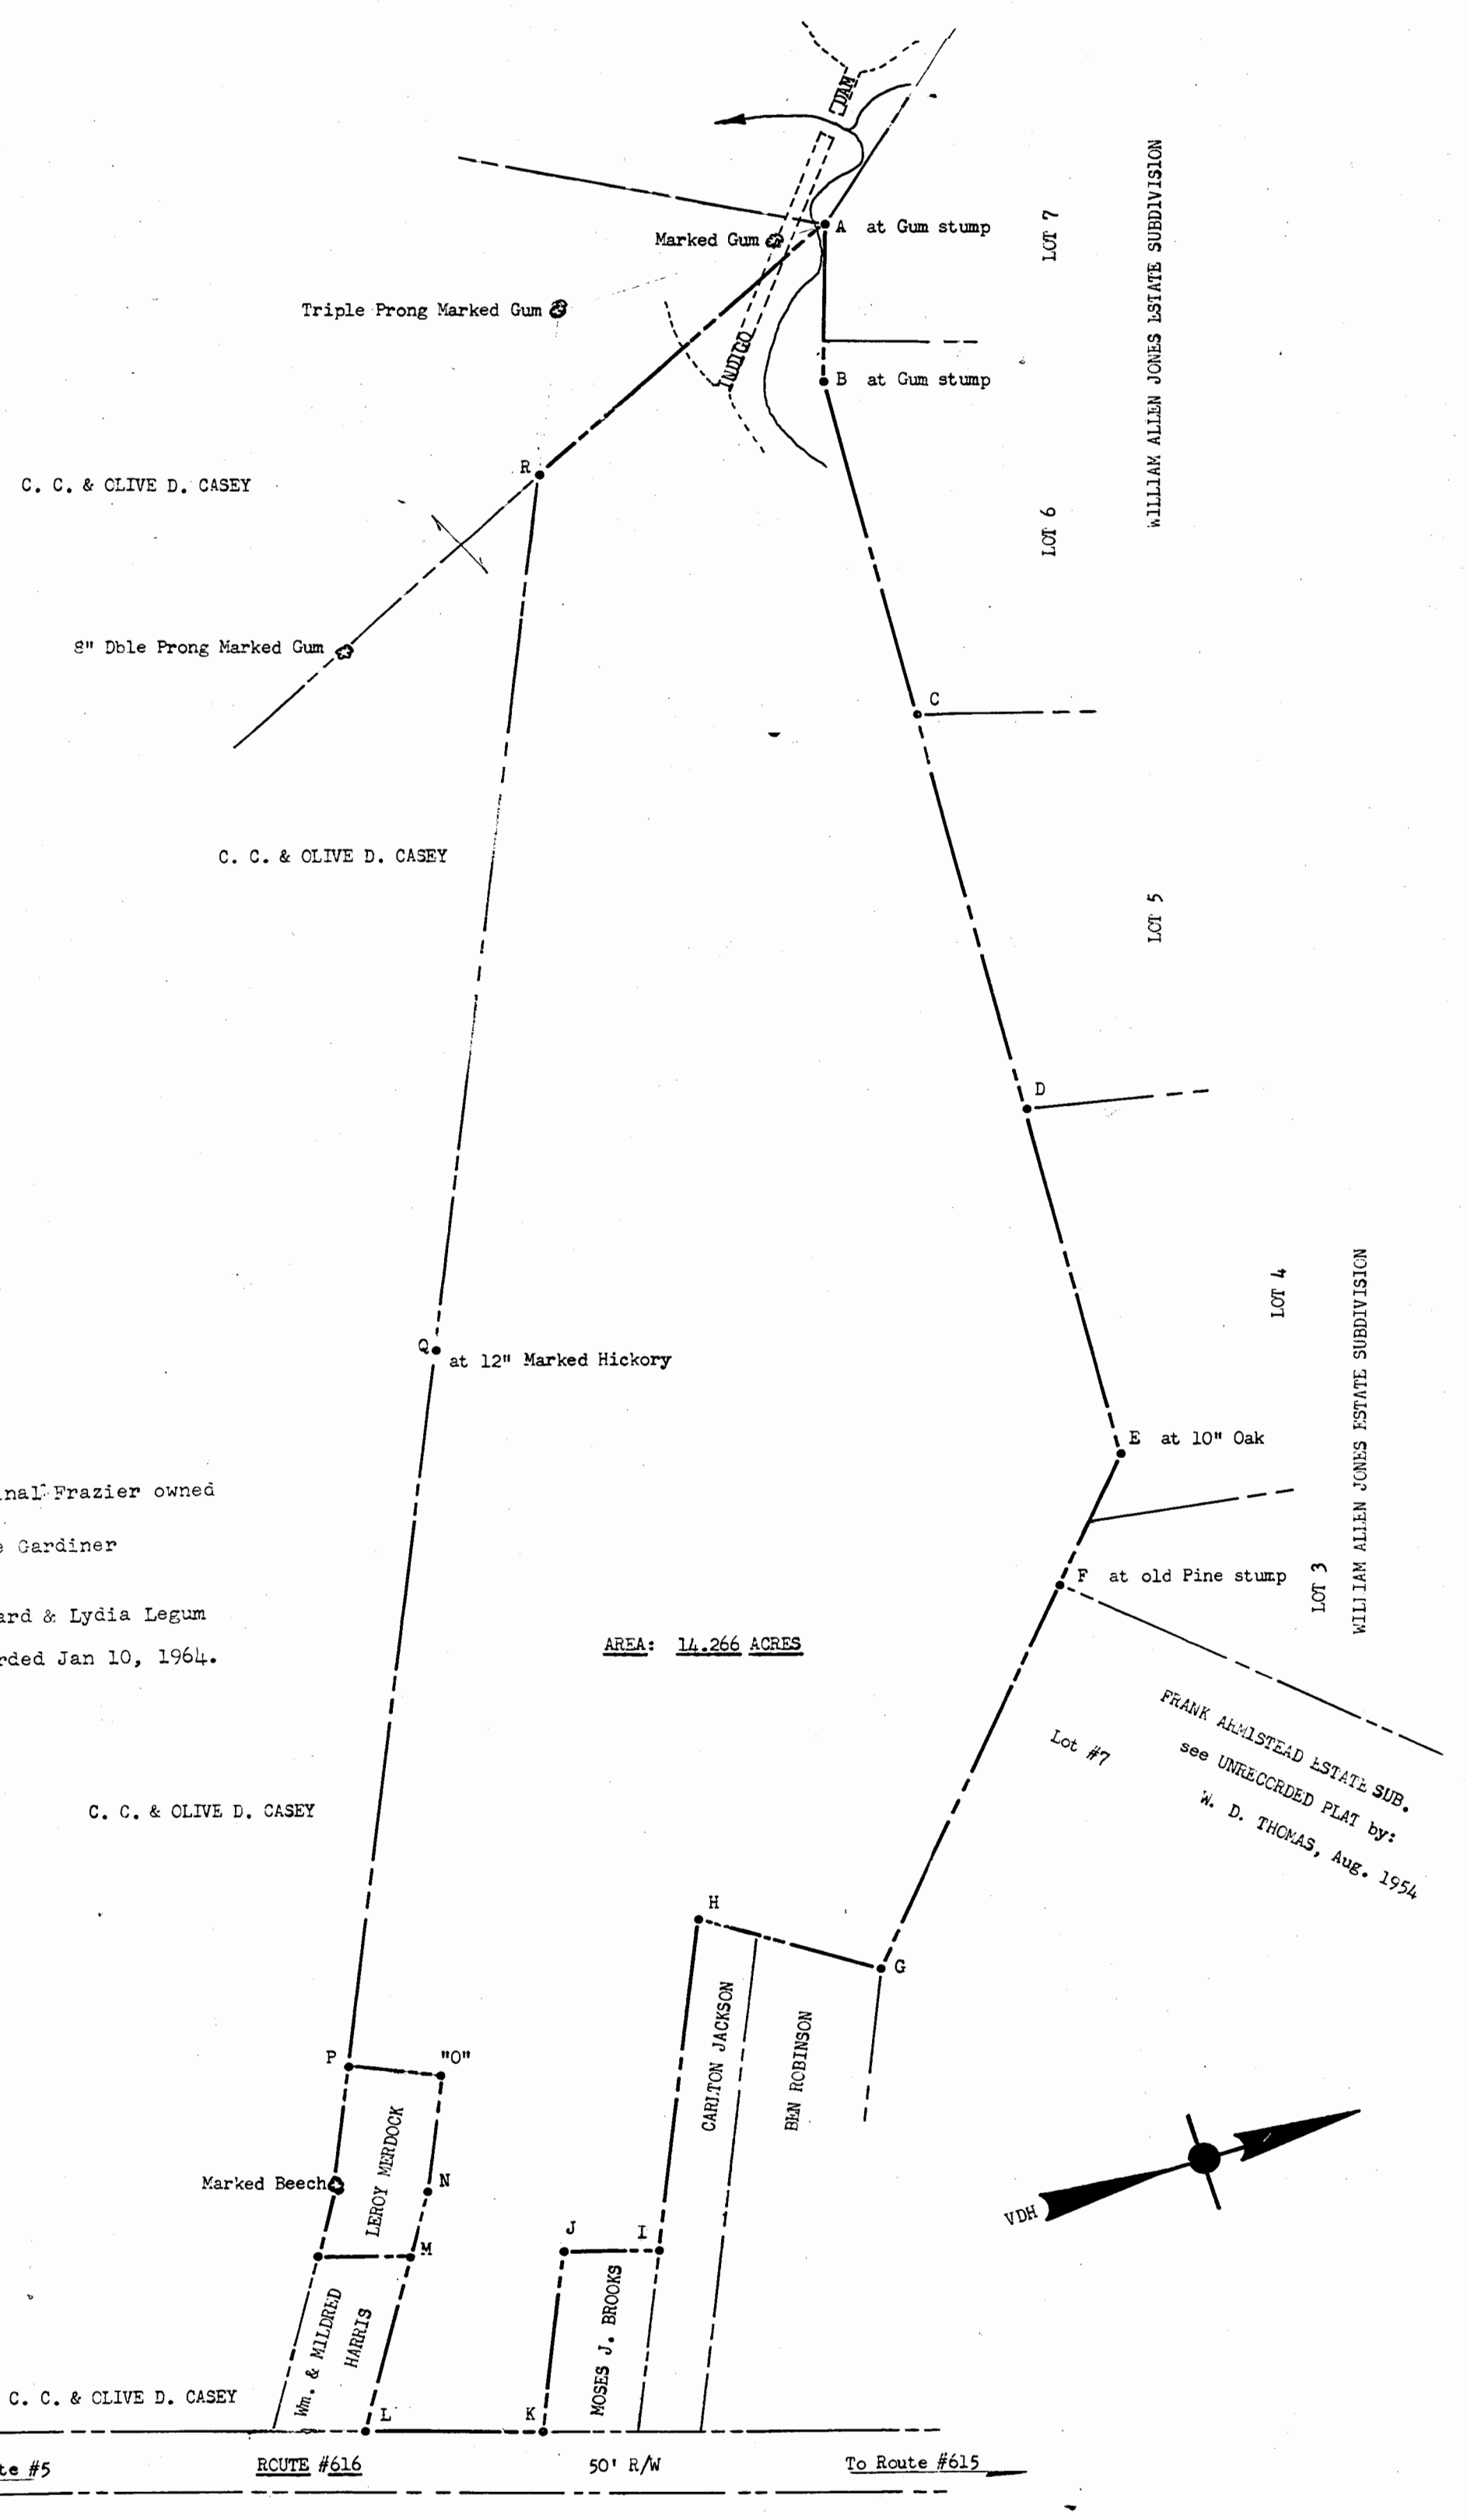 DAM
WILLIAM ALLEN JONES ESTATE SUBDIVISION
LOT 7
A at Gum stump
Marked Gum
Triple Prong Marked Gum
INDIGO
B at Gum stump
R
C. C. & OLIVE D. CASEY
LOT 6
8" Dble Prong Marked Gum
C
C. C. & OLIVE D. CASEY
LOT 5
D
LOT 4
WILLIAM ALLEN JONES ESTATE SUBDIVISION
Q
at 12" Marked Hickory
E at 10" Oak
inal Frazier owned
e Gardiner
F at old Pine stump
LOT 3
ard & Lydia Legum
AREA: 14.266 ACRES
rded Jan 10, 1964.
FRANK ARMISTEAD ESTATE SUB.
see UNRECORDED PLAT by:
W. D. THOMAS, Aug. 1954
Lot #7
C. C. & OLIVE D. CASEY
H
G
CARLTON JACKSON
BEN ROBINSON
P
"O"
LEROY MERDOCK
Marked Beech
N
VDH
J
I
M
MOSES J. BROOKS
Wm. & MILDRED
HARRIS
C. C. & OLIVE D. CASEY
L
K
te #5
ROUTE #616
50' R/W
To Route #615